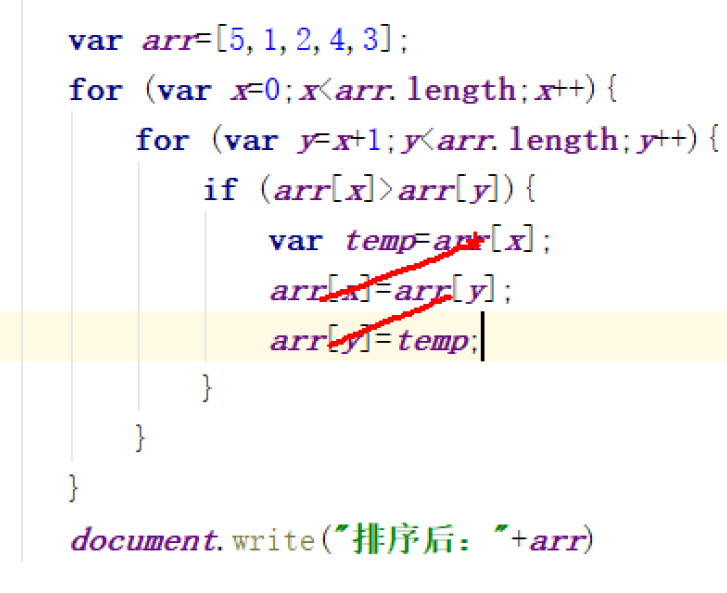 var arr=[5,1,2,4,3];
for (var x=0;x<arr.length;x++){
for (var y=x+1;y<arr.length;y++){
if (arr[x]>arr[y]){
var temp=arr[x];
arr[x]=arr[y];
arr[y]=temp;
}
}
}
document.write("排序后："+arr)